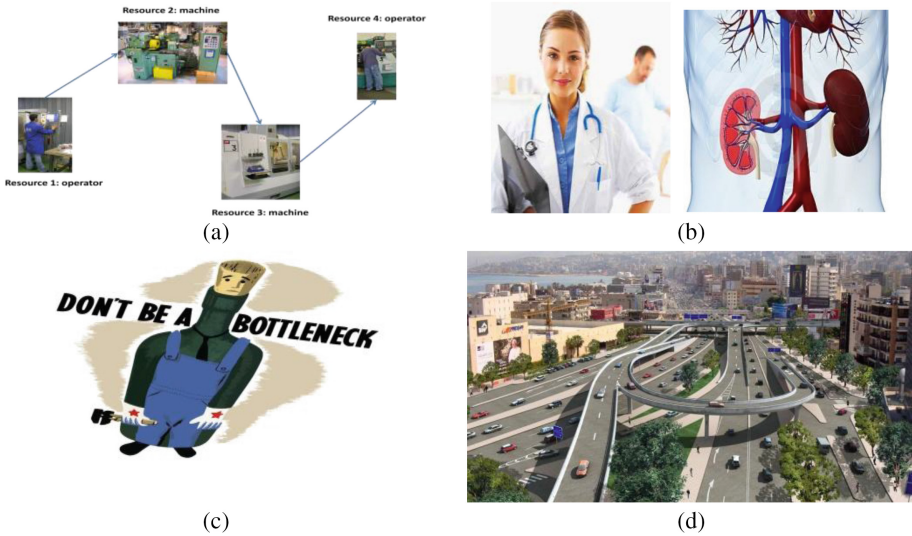 Resource 2: machine
Resource 4: operator
Resource 1: operator
Resource 3: machine
(a)
(b)
DON'T BE A BOTTLENECK
(c)
(d)